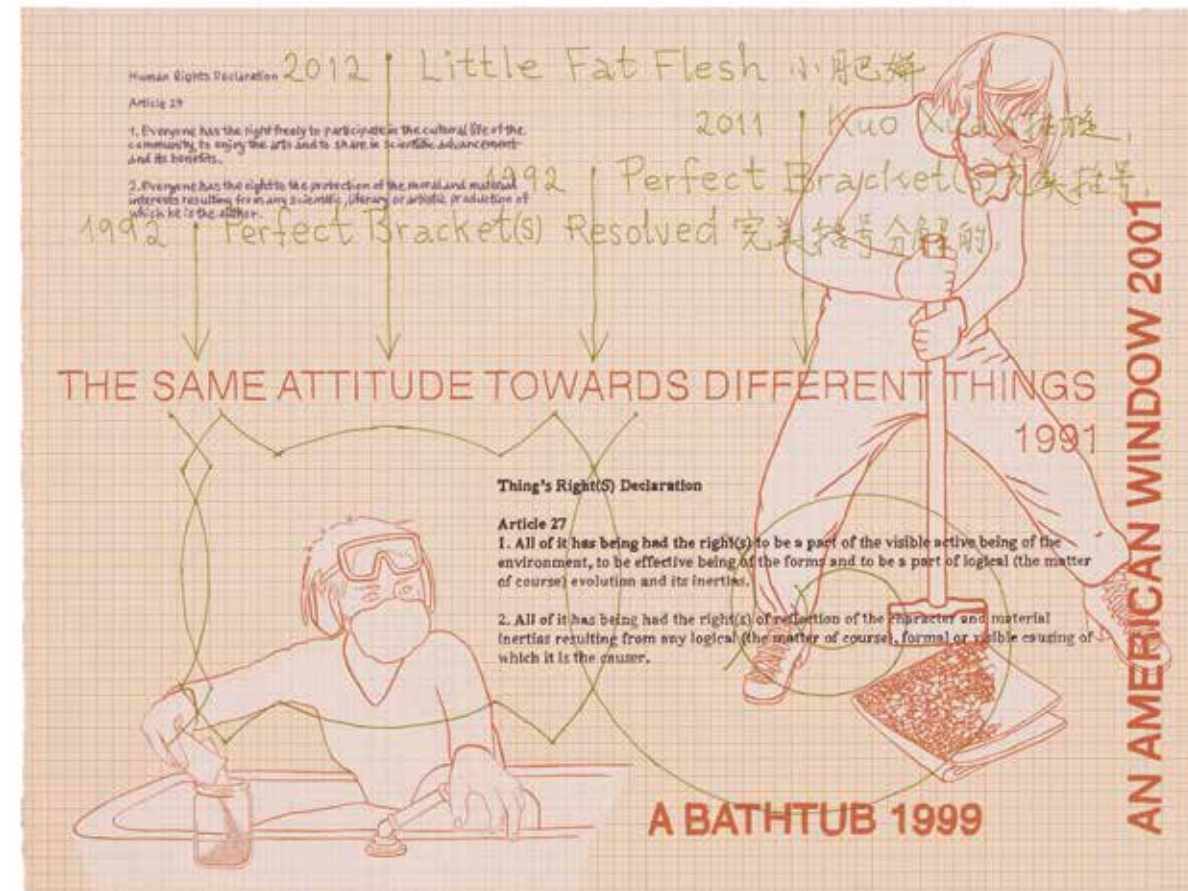 Human Rights Declaration
2012 Little Fat Flesh 小肥
Article 27
1. Everyone has the right freely to participate in the cultural life of the
community, to enjoy the arts and to share in scientific advancement
and its benefits.
2. Everyone has the right to the protection of the moral and material
interests resulting from any scientific, literary or artistic production of
which he is the author.
2011 Kuo Xuan
1992 Perfect Bracket(s) 完美括号
1992 Perfect Bracket(s) Resolved 完美括号分解的,
THE SAME ATTITUDE TOWARDS DIFFERENT THINGS
1991
Thing's Right(S) Declaration
Article 27
1. All of it has being had the right(s) to be a part of the visible active being of the
environment, to be effective being of the forms and to be a part of logical (the matter
of course) evolution and its inertias.
2. All of it has being had the right(s) of reflection of the character and material
inertias resulting from any logical (the matter of course), formal or visible causing of
which it is the causer.
A BATHTUB 1999
AN AMERICAN WINDOW 2001